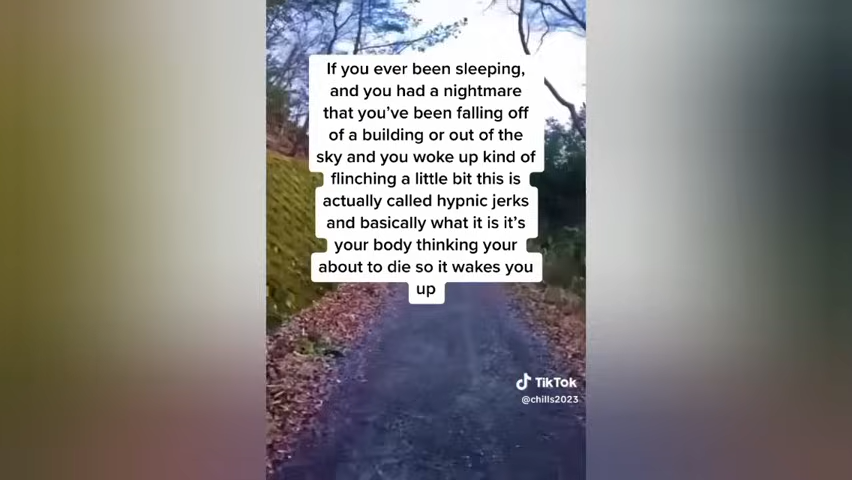 If you ever been sleeping,
and you had a nightmare
that you’ve been falling off
of a building or out of the
sky and you woke up kind of
flinching a little bit this is
actually called hypnic jerks
and basically what it is it’s
your body thinking your
about to die so it wakes you
up
TikTok
@chills2023